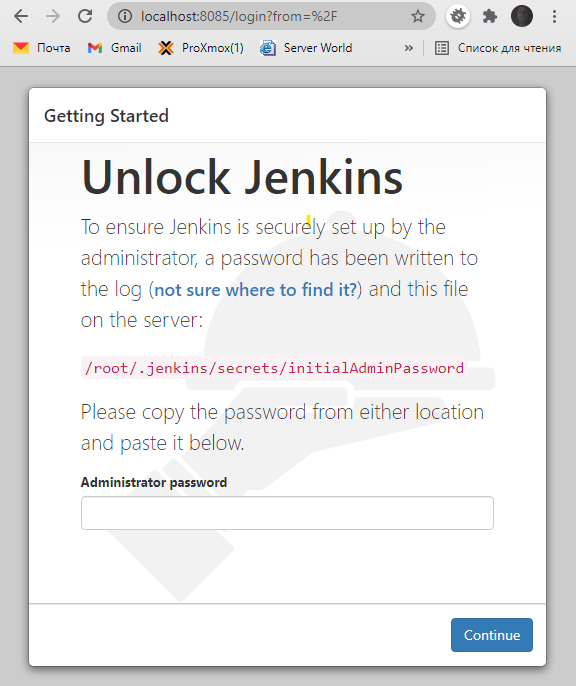 localhost:8085/login?from=%2F
Почта Gmail ProXmox(1) Server World » Список для чтения
Getting Started
Unlock Jenkins
To ensure Jenkins is securely set up by the
administrator, a password has been written to
the log (not sure where to find it?) and this file
on the server:
/root/.jenkins/secrets/initialAdminPassword
Please copy the password from either location
and paste it below.
Administrator password
Continue